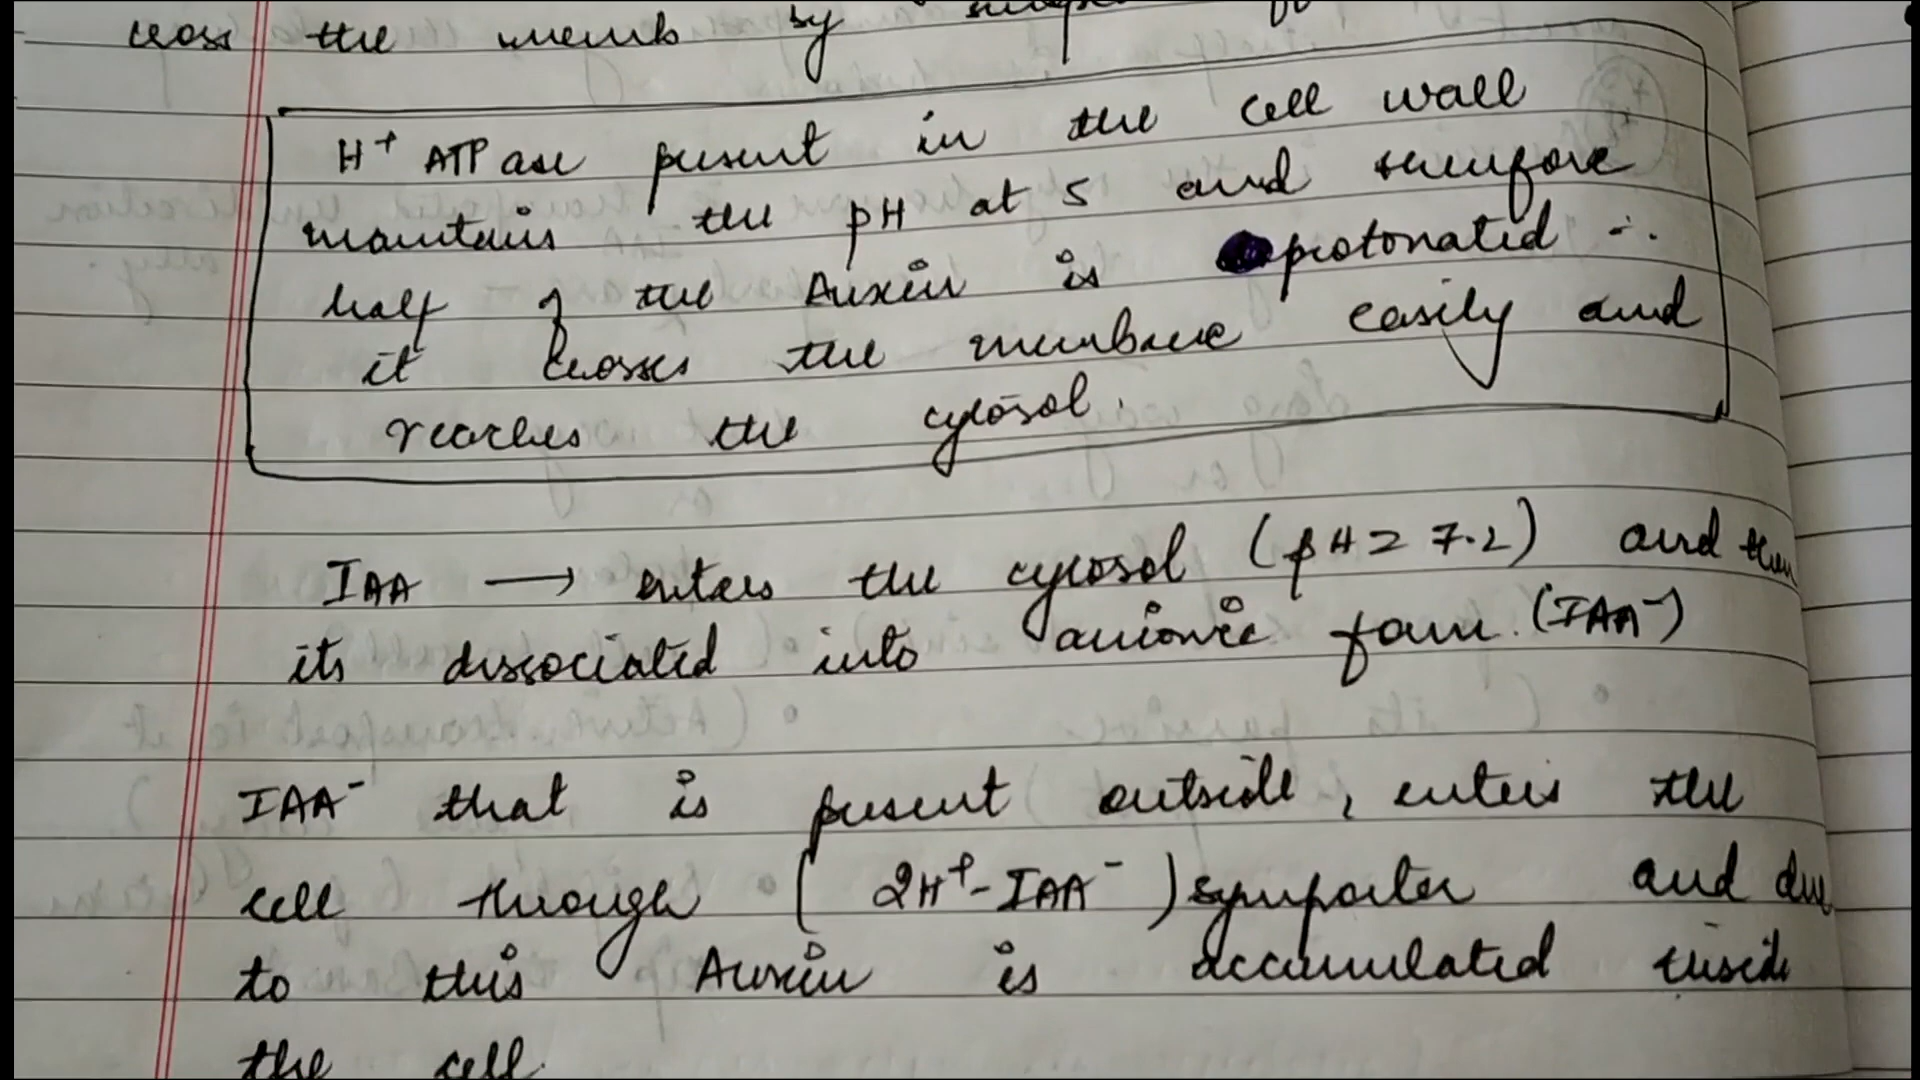 cross the memb by
H+ ATPase present in the cell wall
maintains the pH at 5 and therefore
half of the Auxin is protonated ∴
it crosses the membrane easily and
reaches the cytosol.
IAA → enters the cytosol (pH = 7.2) and then
its dissociated into anionic form. (IAA-)
IAA- that is present outside, enters the
cell through (2H+-IAA-) symporter and due
to this Auxin is accumulated inside
the cell.